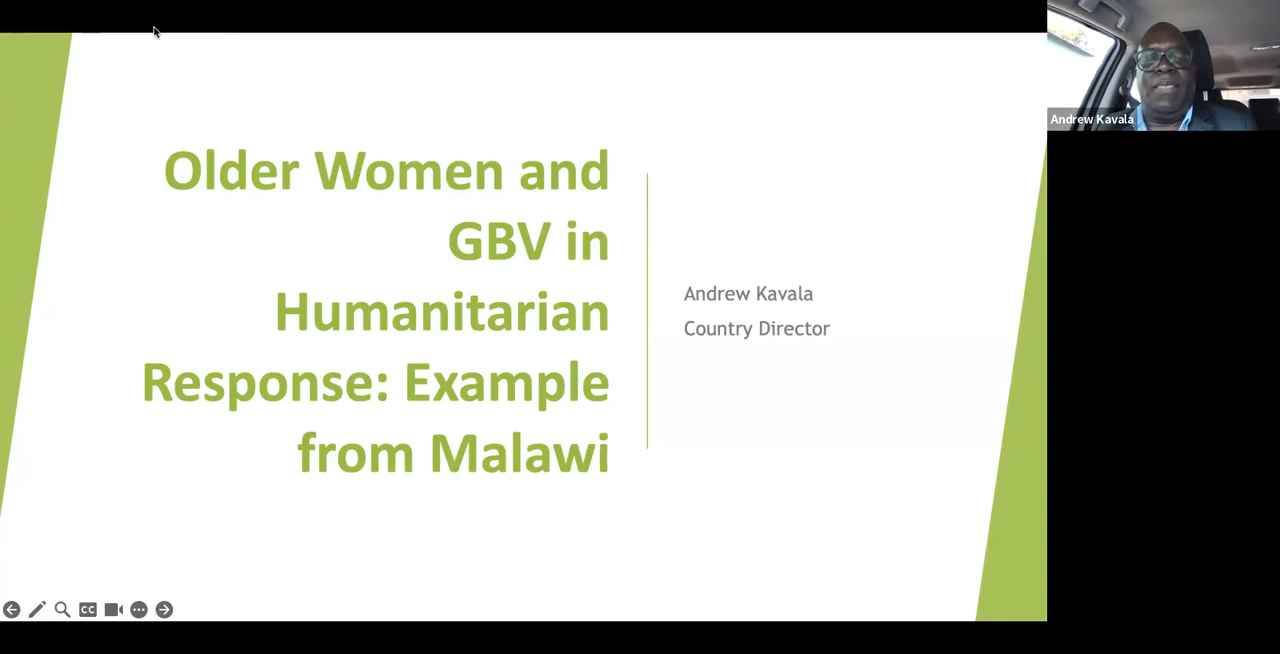 Older Women and
GBV in
Humanitarian
Response: Example
from Malawi
Andrew Kavala
Country Director
Andrew Kavala
CC